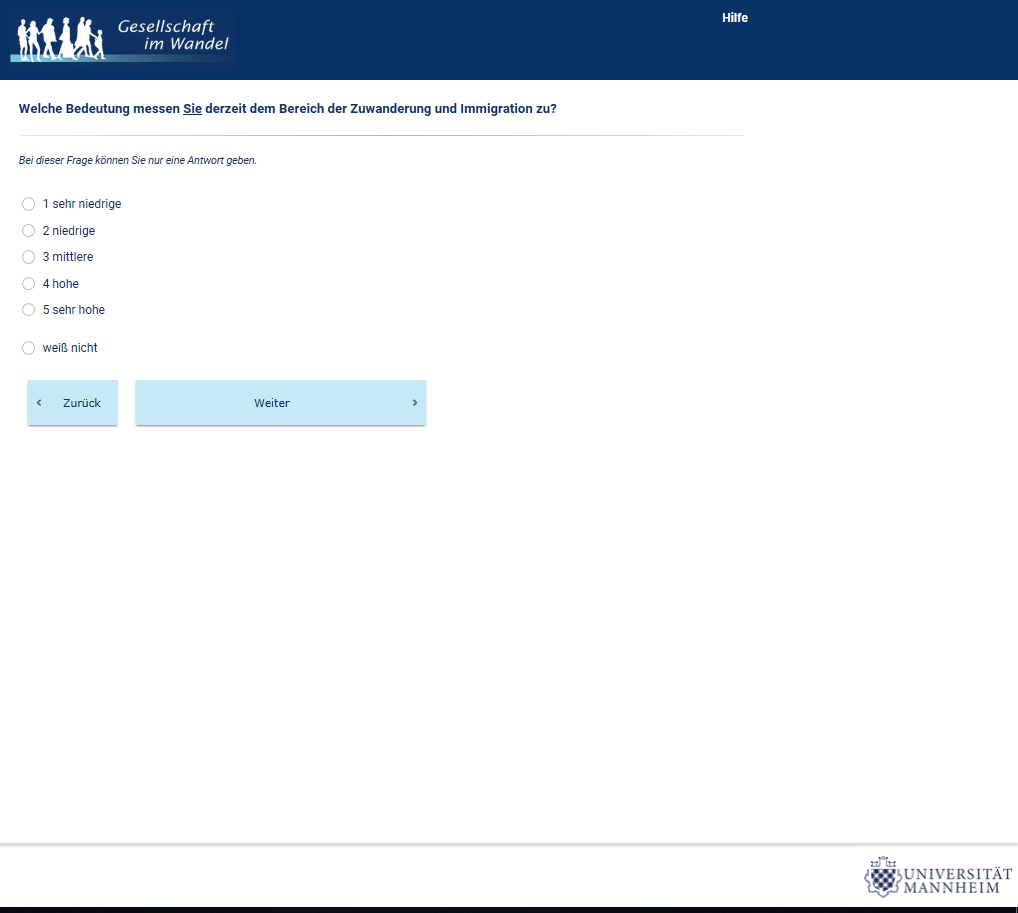 Gesellschaft
im Wandel
Hilfe
Welche Bedeutung messen Sie derzeit dem Bereich der Zuwanderung und Immigration zu?
Bei dieser Frage können Sie nur eine Antwort geben.
1 sehr niedrige
2 niedrige
3 mittlere
4 hohe
5 sehr hohe
weiß nicht
‹ Zurück
Weiter ›
UNIVERSITÄT
MANNHEIM